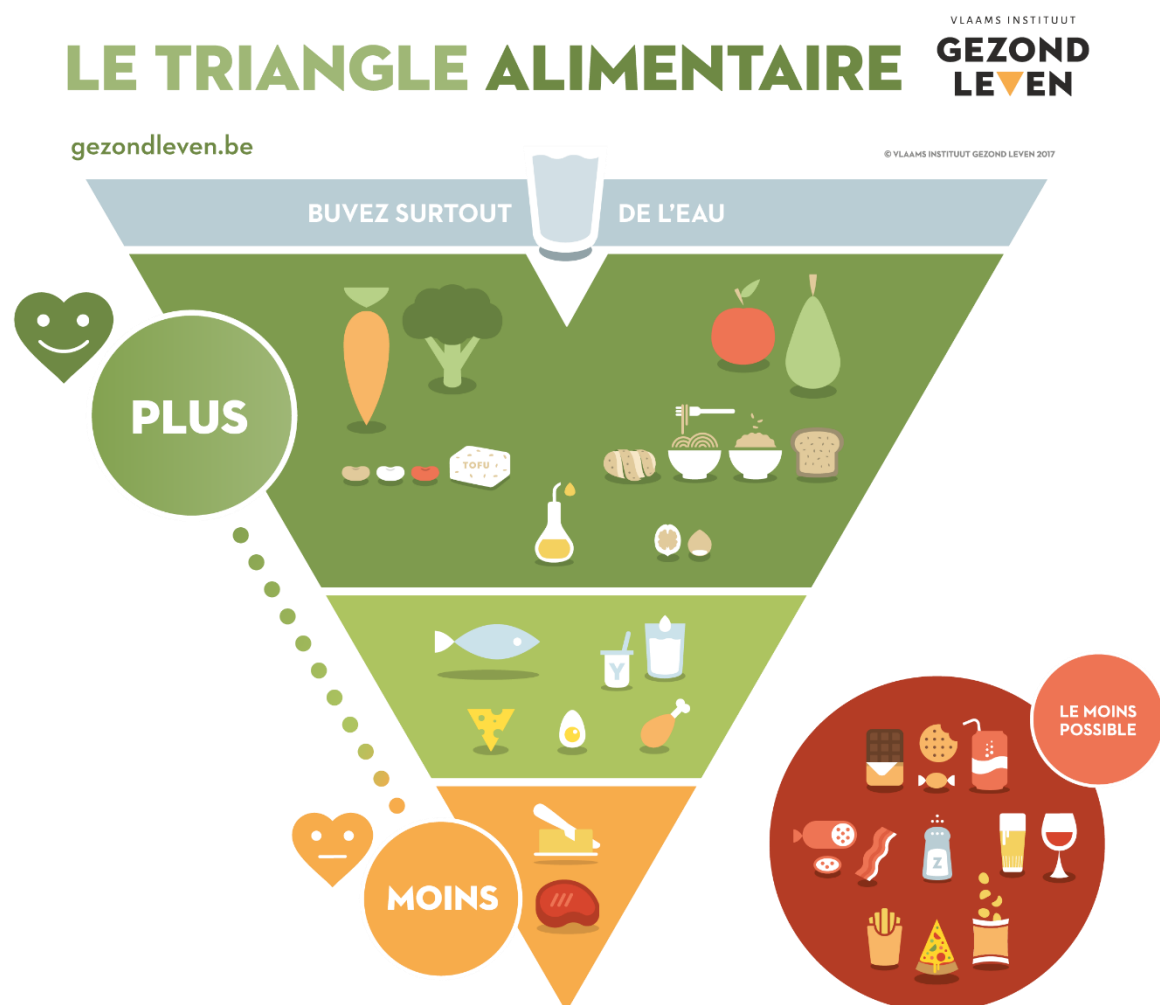 VLAAMS INSTITUUT
GEZOND
LEVEN
LE TRIANGLE ALIMENTAIRE
gezondleven.be
© VLAAMS INSTITUUT GEZOND LEVEN 2017
BUVEZ SURTOUT DE L'EAU
PLUS
TOFU
Y
LE MOINS
POSSIBLE
Z
MOINS